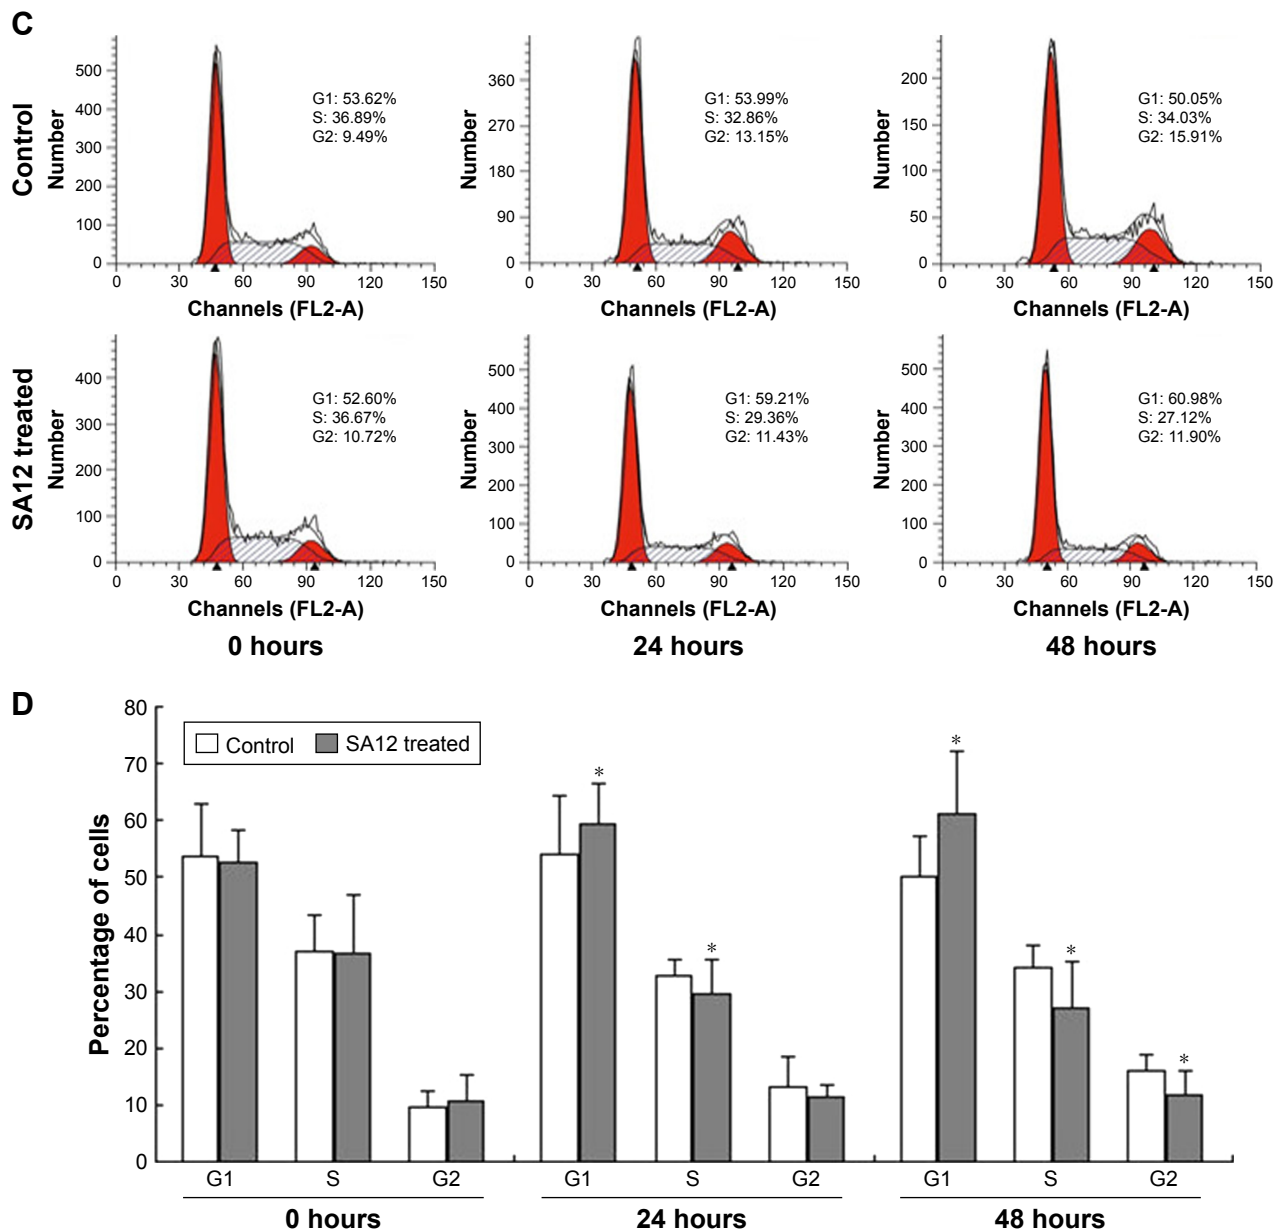 C
Control
Number
500
400
300
200
100
0
G1: 53.62%
S: 36.89%
G2: 9.49%
0 30 60 90 120 150
Channels (FL2-A)
Number
360
270
180
90
0
G1: 53.99%
S: 32.86%
G2: 13.15%
0 30 60 90 120 150
Channels (FL2-A)
Number
200
150
100
50
0
G1: 50.05%
S: 34.03%
G2: 15.91%
0 30 60 90 120 150
Channels (FL2-A)
SA12 treated
Number
400
300
200
100
0
G1: 52.60%
S: 36.67%
G2: 10.72%
0 30 60 90 120 150
Channels (FL2-A)
0 hours
Number
500
400
300
200
100
0
G1: 59.21%
S: 29.36%
G2: 11.43%
0 30 60 90 120 150
Channels (FL2-A)
24 hours
Number
500
400
300
200
100
0
G1: 60.98%
S: 27.12%
G2: 11.90%
0 30 60 90 120 150
Channels (FL2-A)
48 hours
D
Percentage of cells
80
70
60
50
40
30
20
10
0
Control SA12 treated
* * * * *
G1 S G2 G1 S G2 G1 S G2
0 hours 24 hours 48 hours